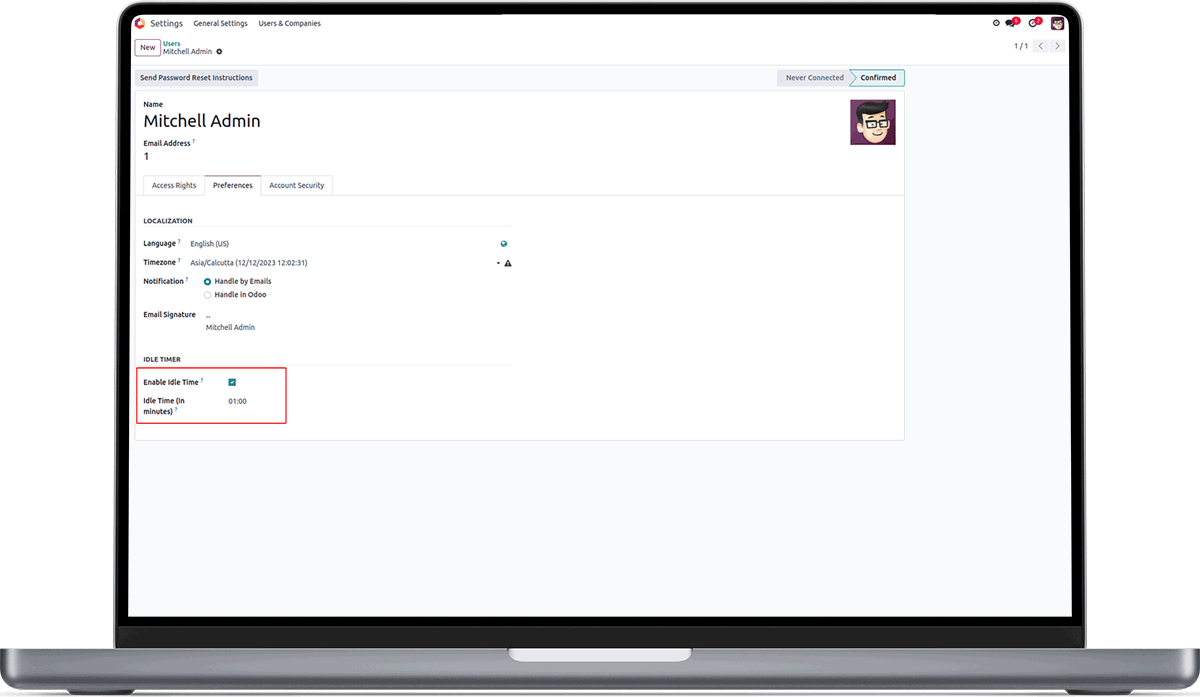 Settings General Settings Users & Companies 5 7
New Users
Mitchell Admin
1 / 1
Send Password Reset Instructions Never Connected Confirmed
Name
Mitchell Admin
Email Address ?
1
Access Rights Preferences Account Security
LOCALIZATION
Language ? English (US)
Timezone ? Asia/Calcutta (12/12/2023 12:02:31)
Notification ? Handle by Emails
Handle in Odoo
Email Signature --
Mitchell Admin
IDLE TIMER
Enable Idle Time ?
Idle Time (In 01:00
minutes) ?